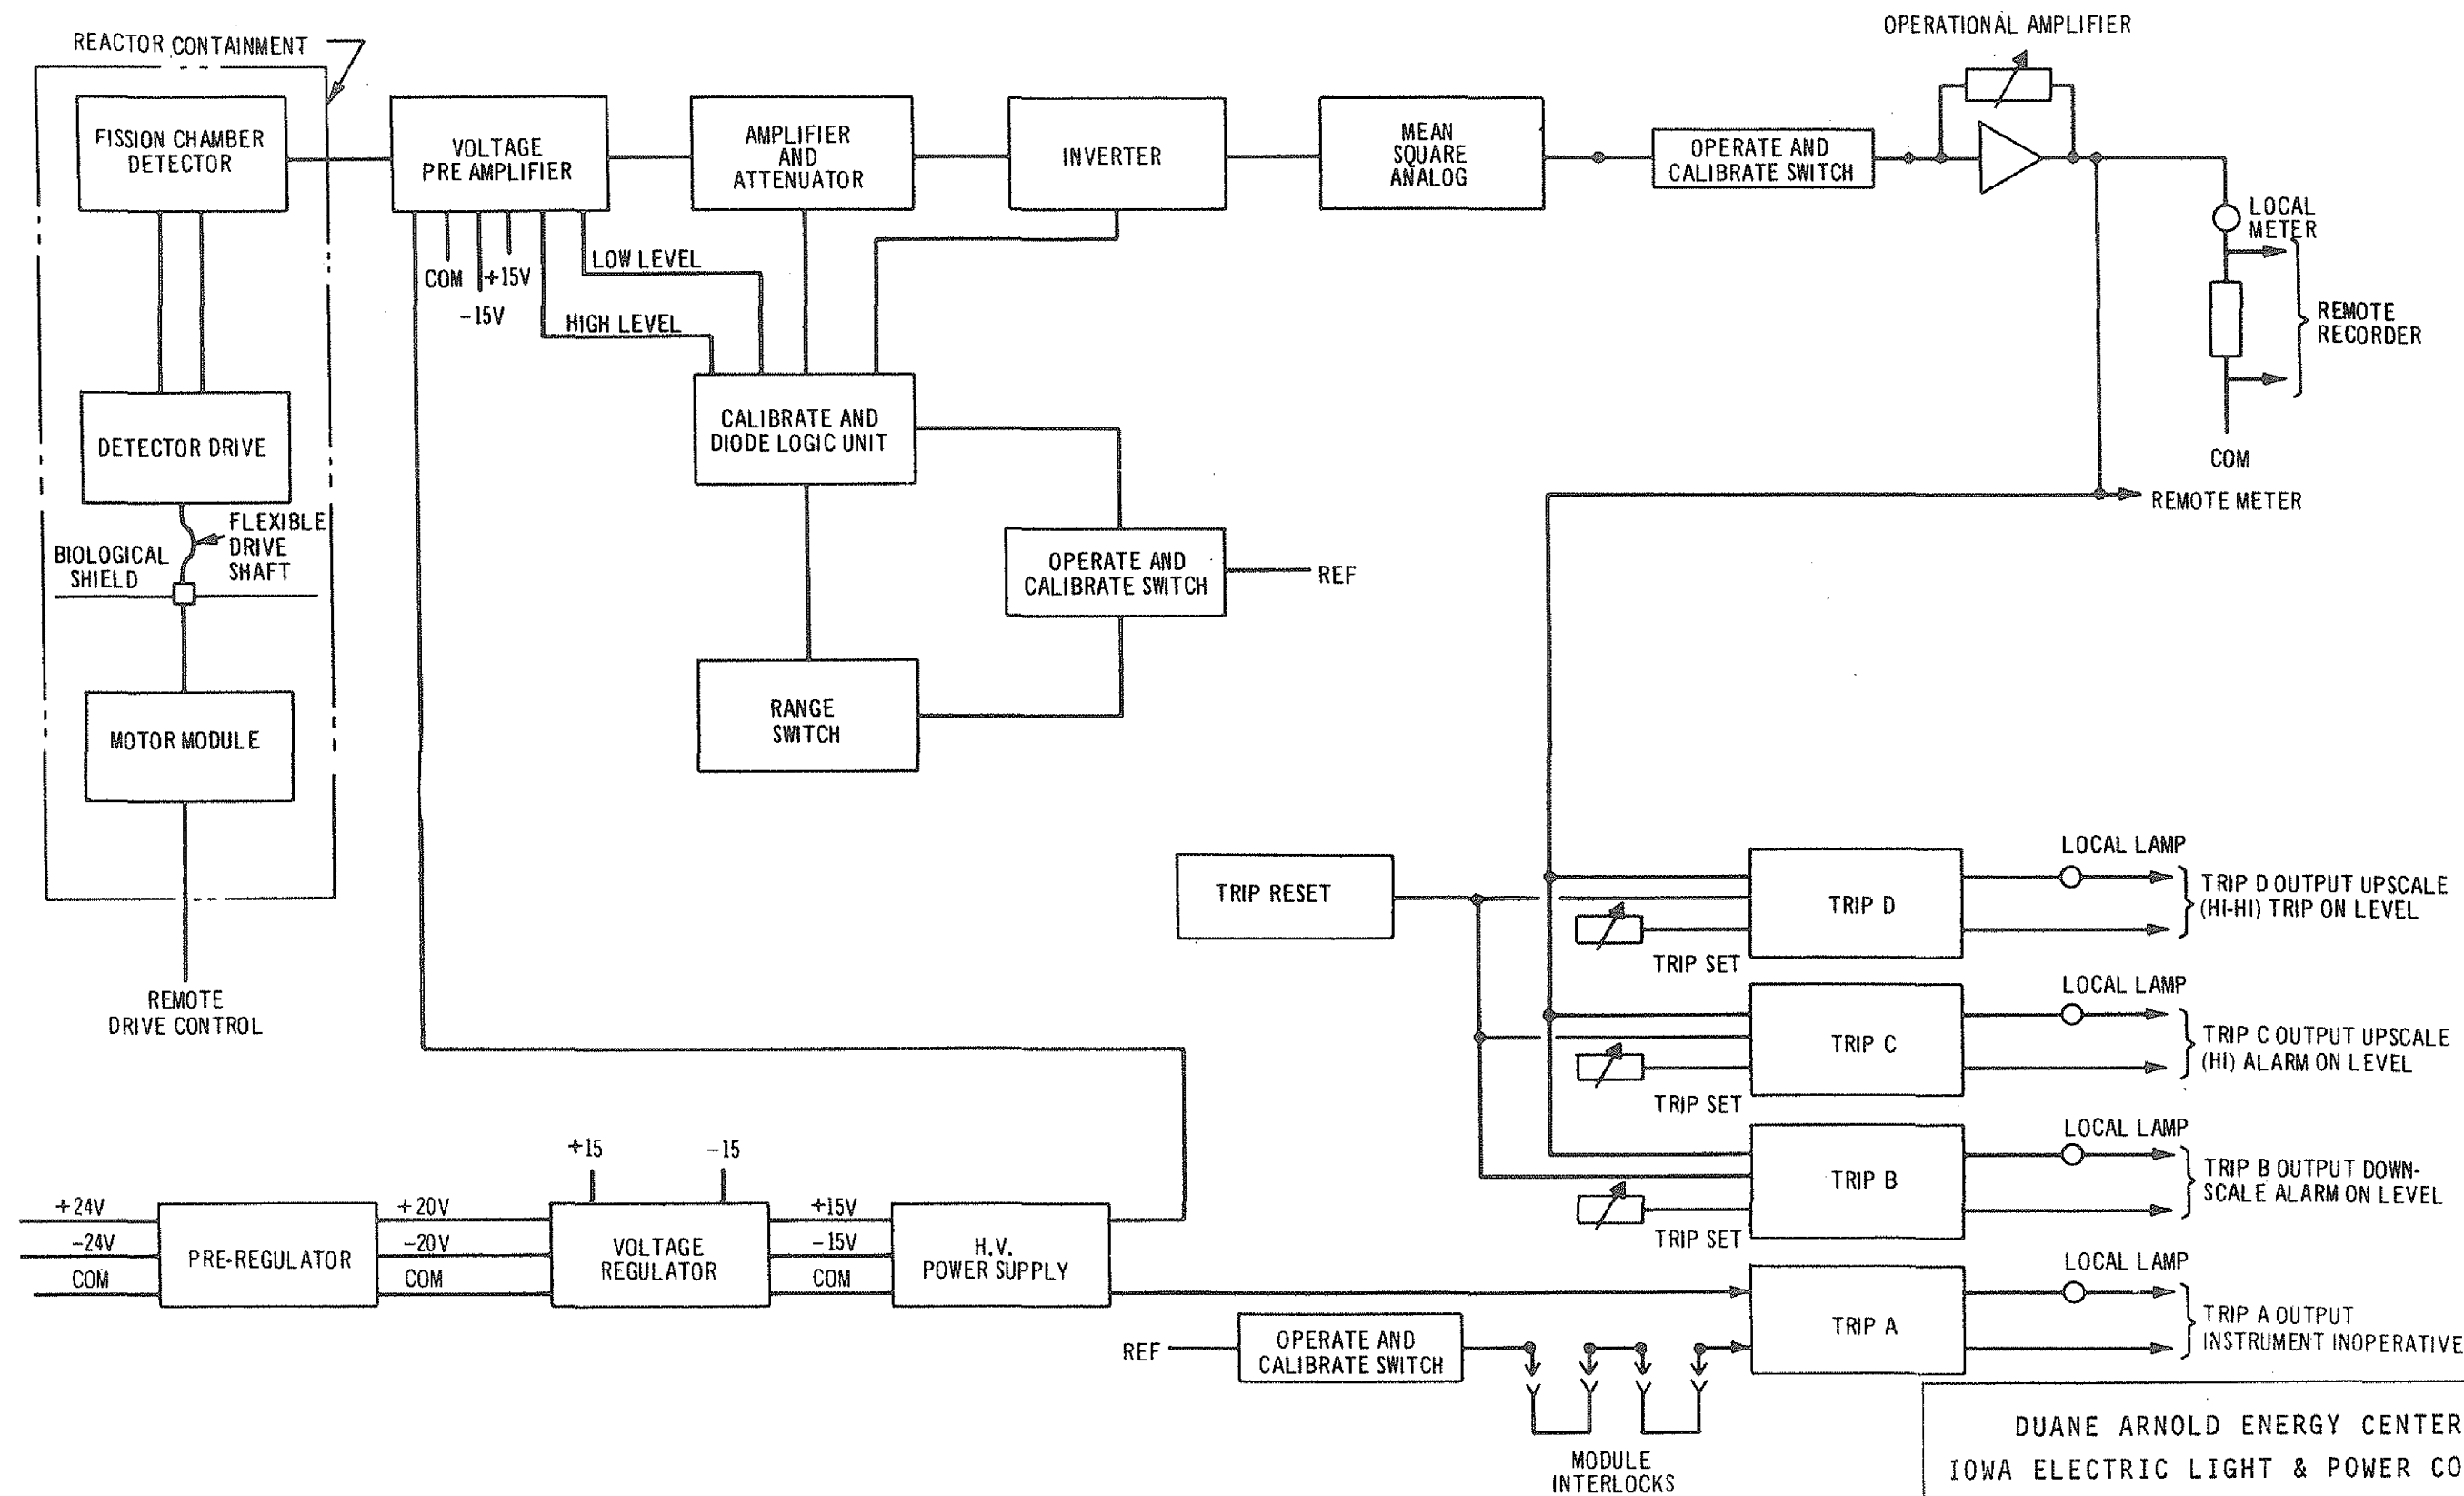 OPERATIONAL AMPLIFIER
REACTOR CONTAINMENT
FISSION CHAMBER
DETECTOR
VOLTAGE
PRE AMPLIFIER
AMPLIFIER
AND
ATTENUATOR
INVERTER
MEAN
SQUARE
ANALOG
OPERATE AND
CALIBRATE SWITCH
LOCAL
METER
REMOTE
RECORDER
COM
REMOTE METER
COM
-15V
+15V
LOW LEVEL
HIGH LEVEL
CALIBRATE AND
DIODE LOGIC UNIT
DETECTOR DRIVE
FLEXIBLE
DRIVE
SHAFT
BIOLOGICAL
SHIELD
OPERATE AND
CALIBRATE SWITCH
REF
RANGE
SWITCH
MOTOR MODULE
REMOTE
DRIVE CONTROL
TRIP RESET
TRIP SET
TRIP D
LOCAL LAMP
TRIP D OUTPUT UPSCALE
(HI-HI) TRIP ON LEVEL
TRIP SET
TRIP C
LOCAL LAMP
TRIP C OUTPUT UPSCALE
(HI) ALARM ON LEVEL
TRIP SET
TRIP B
LOCAL LAMP
TRIP B OUTPUT DOWN-
SCALE ALARM ON LEVEL
+15
-15
+24V
-24V
COM
PRE-REGULATOR
+20V
-20V
COM
VOLTAGE
REGULATOR
+15V
-15V
COM
H.V.
POWER SUPPLY
TRIP A
LOCAL LAMP
TRIP A OUTPUT
INSTRUMENT INOPERATIVE
REF
OPERATE AND
CALIBRATE SWITCH
MODULE
INTERLOCKS
DUANE ARNOLD ENERGY CENTER
IOWA ELECTRIC LIGHT & POWER CO